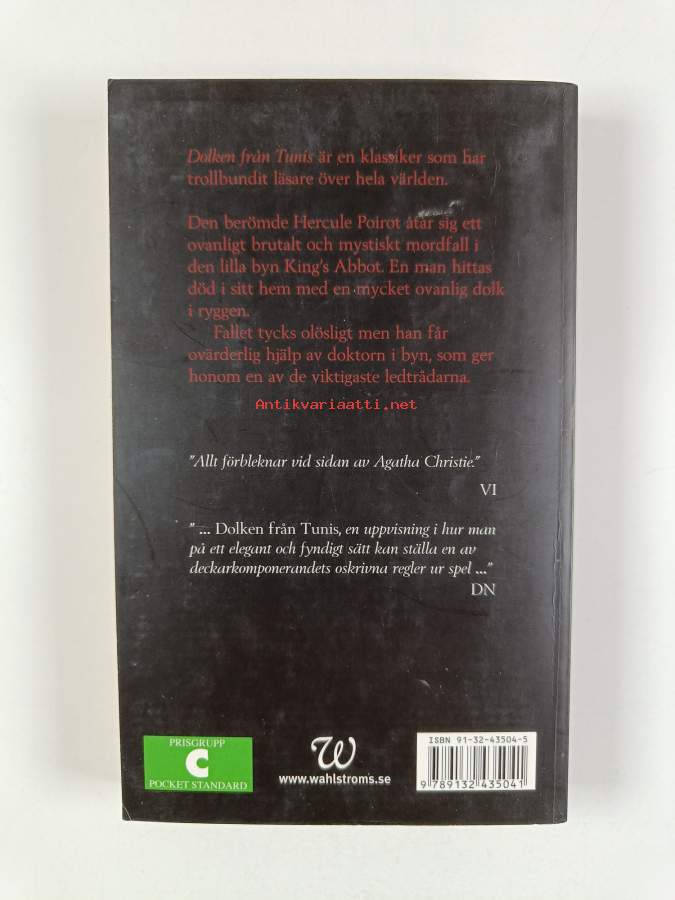 Dolken från Tunis är en klassiker som har
trollbundit läsare över hela världen.
Den berömde Hercule Poirot åtar sig ett
ovanligt brutalt och mystiskt mordfall i
den lilla byn King's Abbot. En man hittas
död i sitt hem med en mycket ovanlig dolk
i ryggen.
Fallet tycks olösligt men han får
ovärderlig hjälp av doktorn i byn, som ger
honom en av de viktigaste ledtrådarna.
Antikvariaatti.net
"Allt förbleknar vid sidan av Agatha Christie."
VI
" ... Dolken från Tunis, en uppvisning i hur man
på ett elegant och fyndigt sätt kan ställa en av
deckarkomponerandets oskrivna regler ur spel ..."
DN
PRISGRUPP
C
POCKET STANDARD
W
www.wahlstroms.se
ISBN 91-32-43504-5
9 789132 435041